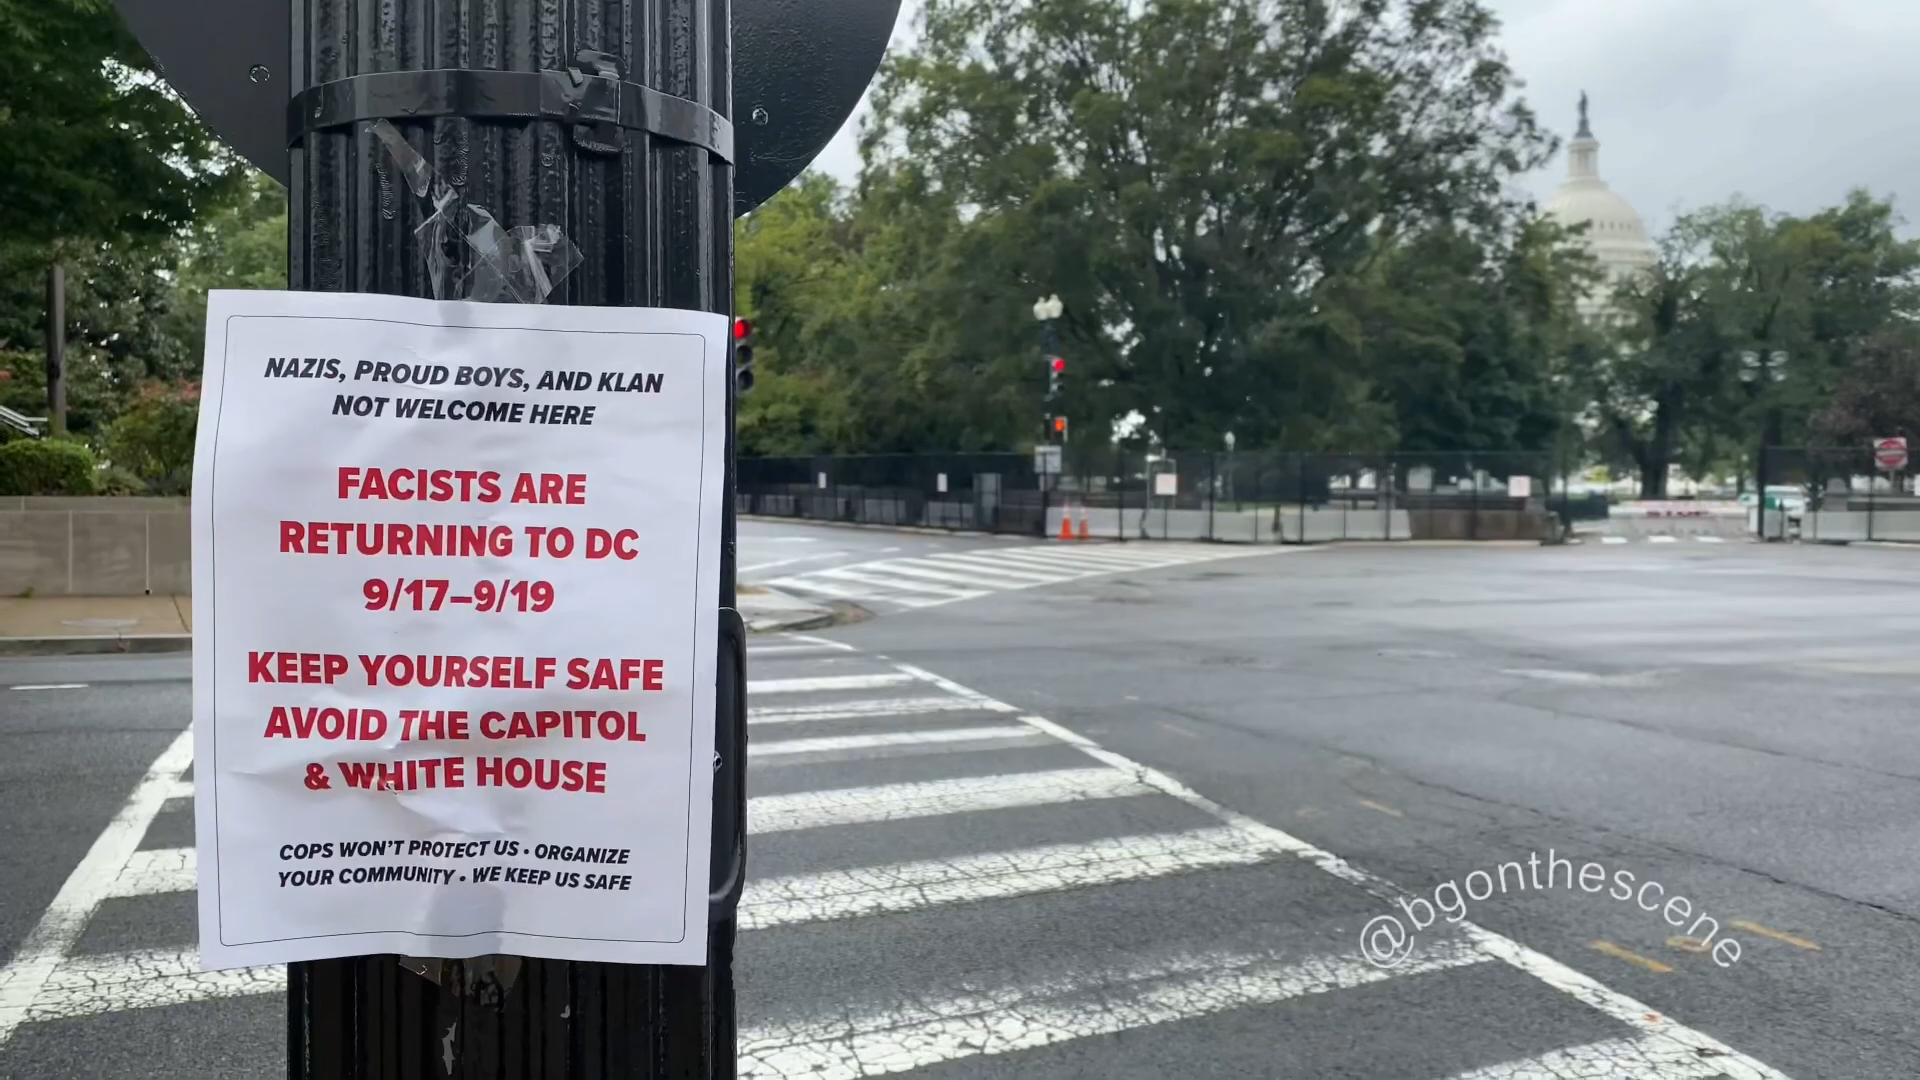 NAZIS, PROUD BOYS, AND KLAN
NOT WELCOME HERE
FACISTS ARE
RETURNING TO DC
9/17–9/19
KEEP YOURSELF SAFE
AVOID THE CAPITOL
& WHITE HOUSE
COPS WON'T PROTECT US • ORGANIZE
YOUR COMMUNITY • WE KEEP US SAFE
@bgonthescene